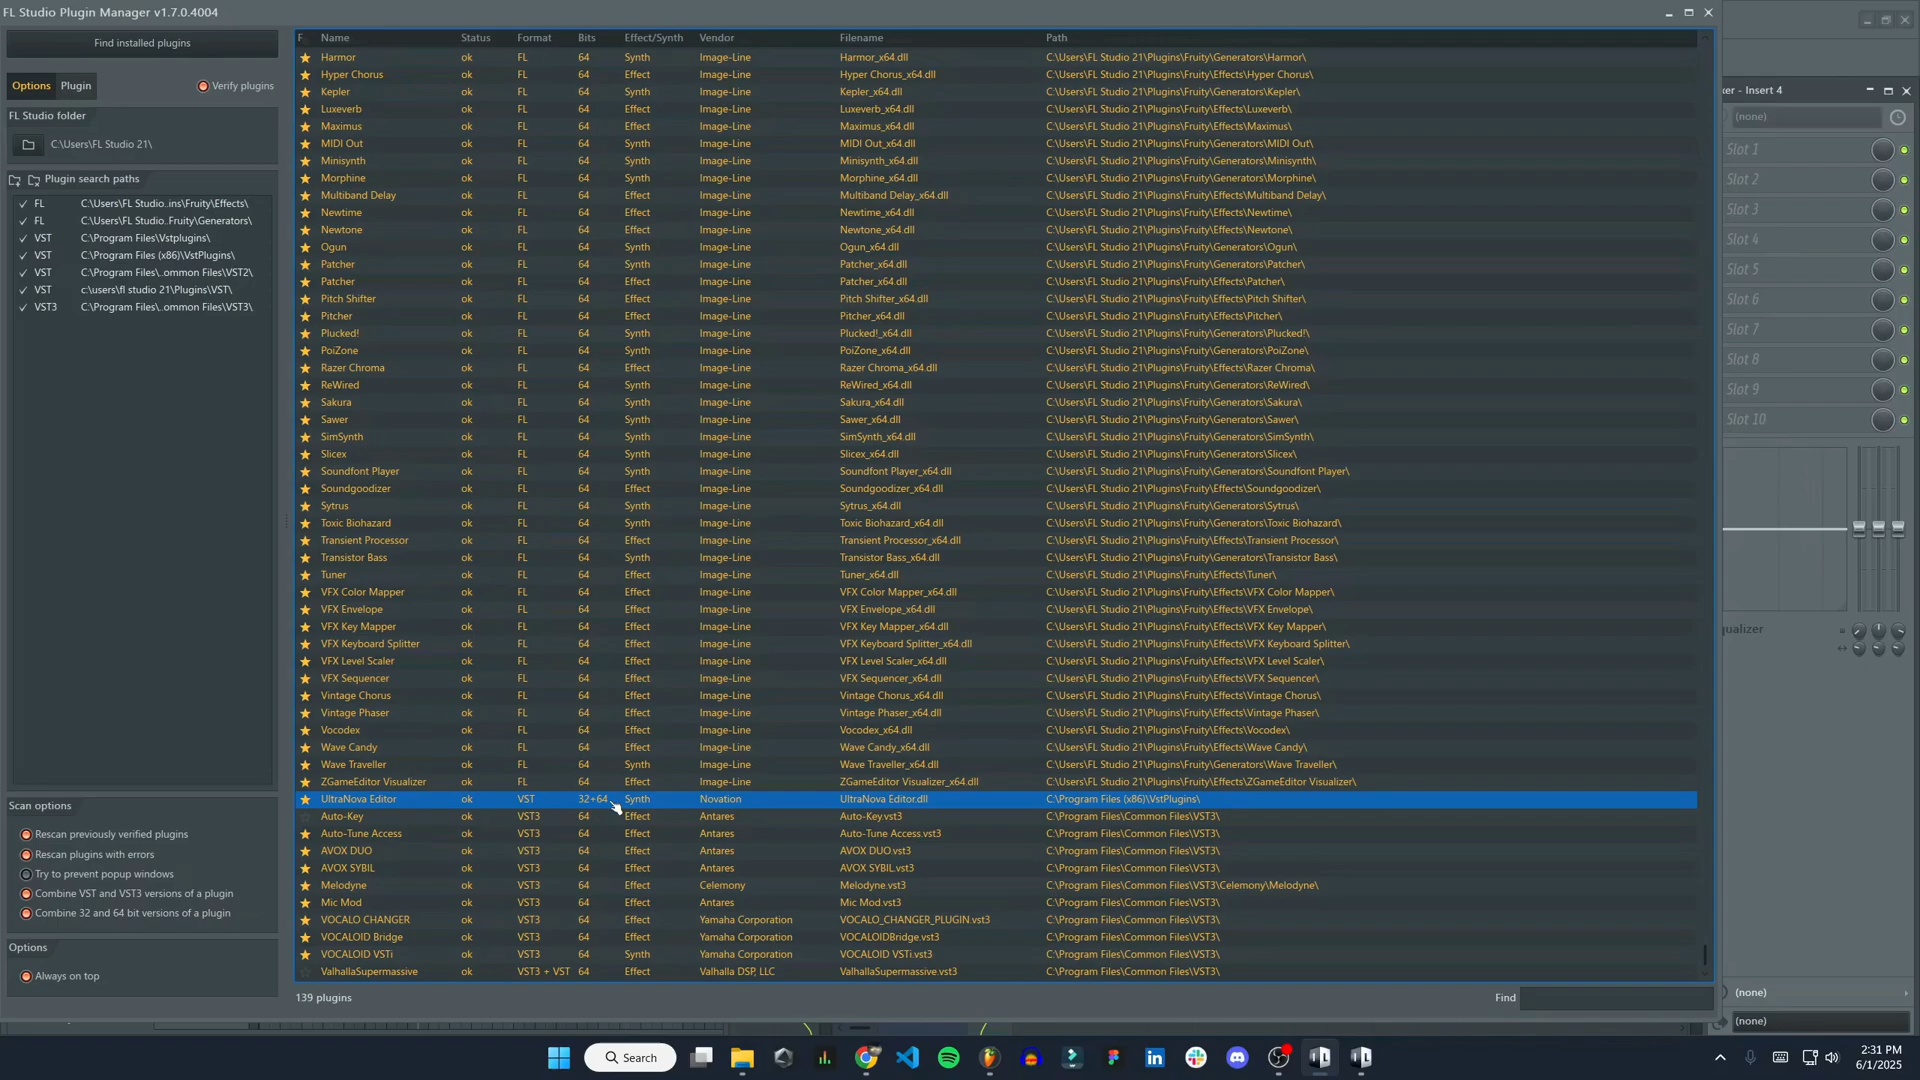 FL Studio Plugin Manager v1.7.0.4004
Find installed plugins
Options Plugin Verify plugins
FL Studio folder
C:\Users\FL Studio 21\
Plugin search paths
FL C:\Users\FL Studio..ins\Fruity\Effects\
FL C:\Users\FL Studio..Fruity\Generators\
VST C:\Program Files\Vstplugins\
VST C:\Program Files (x86)\VstPlugins\
VST C:\Program Files\..ommon Files\VST2\
VST c:\users\fl studio 21\Plugins\VST\
VST3 C:\Program Files\..ommon Files\VST3\
Scan options
Rescan previously verified plugins
Rescan plugins with errors
Try to prevent popup windows
Combine VST and VST3 versions of a plugin
Combine 32 and 64 bit versions of a plugin
Options
Always on top
F Name Status Format Bits Effect/Synth Vendor Filename Path
Harmor ok FL 64 Synth Image-Line Harmor_x64.dll C:\Users\FL Studio 21\Plugins\Fruity\Generators\Harmor\
Hyper Chorus ok FL 64 Effect Image-Line Hyper Chorus_x64.dll C:\Users\FL Studio 21\Plugins\Fruity\Effects\Hyper Chorus\
Kepler ok FL 64 Synth Image-Line Kepler_x64.dll C:\Users\FL Studio 21\Plugins\Fruity\Generators\Kepler\
Luxeverb ok FL 64 Effect Image-Line Luxeverb_x64.dll C:\Users\FL Studio 21\Plugins\Fruity\Effects\Luxeverb\
Maximus ok FL 64 Effect Image-Line Maximus_x64.dll C:\Users\FL Studio 21\Plugins\Fruity\Effects\Maximus\
MIDI Out ok FL 64 Synth Image-Line MIDI Out_x64.dll C:\Users\FL Studio 21\Plugins\Fruity\Generators\MIDI Out\
Minisynth ok FL 64 Synth Image-Line Minisynth_x64.dll C:\Users\FL Studio 21\Plugins\Fruity\Generators\Minisynth\
Morphine ok FL 64 Synth Image-Line Morphine_x64.dll C:\Users\FL Studio 21\Plugins\Fruity\Generators\Morphine\
Multiband Delay ok FL 64 Effect Image-Line Multiband Delay_x64.dll C:\Users\FL Studio 21\Plugins\Fruity\Effects\Multiband Delay\
Newtime ok FL 64 Effect Image-Line Newtime_x64.dll C:\Users\FL Studio 21\Plugins\Fruity\Effects\Newtime\
Newtone ok FL 64 Effect Image-Line Newtone_x64.dll C:\Users\FL Studio 21\Plugins\Fruity\Effects\Newtone\
Ogun ok FL 64 Synth Image-Line Ogun_x64.dll C:\Users\FL Studio 21\Plugins\Fruity\Generators\Ogun\
Patcher ok FL 64 Synth Image-Line Patcher_x64.dll C:\Users\FL Studio 21\Plugins\Fruity\Generators\Patcher\
Patcher ok FL 64 Effect Image-Line Patcher_x64.dll C:\Users\FL Studio 21\Plugins\Fruity\Effects\Patcher\
Pitch Shifter ok FL 64 Effect Image-Line Pitch Shifter_x64.dll C:\Users\FL Studio 21\Plugins\Fruity\Effects\Pitch Shifter\
Pitcher ok FL 64 Effect Image-Line Pitcher_x64.dll C:\Users\FL Studio 21\Plugins\Fruity\Effects\Pitcher\
Plucked! ok FL 64 Synth Image-Line Plucked!_x64.dll C:\Users\FL Studio 21\Plugins\Fruity\Generators\Plucked!\
PoiZone ok FL 64 Synth Image-Line PoiZone_x64.dll C:\Users\FL Studio 21\Plugins\Fruity\Generators\PoiZone\
Razer Chroma ok FL 64 Effect Image-Line Razer Chroma_x64.dll C:\Users\FL Studio 21\Plugins\Fruity\Effects\Razer Chroma\
ReWired ok FL 64 Synth Image-Line ReWired_x64.dll C:\Users\FL Studio 21\Plugins\Fruity\Generators\ReWired\
Sakura ok FL 64 Synth Image-Line Sakura_x64.dll C:\Users\FL Studio 21\Plugins\Fruity\Generators\Sakura\
Sawer ok FL 64 Synth Image-Line Sawer_x64.dll C:\Users\FL Studio 21\Plugins\Fruity\Generators\Sawer\
SimSynth ok FL 64 Synth Image-Line SimSynth_x64.dll C:\Users\FL Studio 21\Plugins\Fruity\Generators\SimSynth\
Slicex ok FL 64 Synth Image-Line Slicex_x64.dll C:\Users\FL Studio 21\Plugins\Fruity\Generators\Slicex\
Soundfont Player ok FL 64 Synth Image-Line Soundfont Player_x64.dll C:\Users\FL Studio 21\Plugins\Fruity\Generators\Soundfont Player\
Soundgoodizer ok FL 64 Effect Image-Line Soundgoodizer_x64.dll C:\Users\FL Studio 21\Plugins\Fruity\Effects\Soundgoodizer\
Sytrus ok FL 64 Synth Image-Line Sytrus_x64.dll C:\Users\FL Studio 21\Plugins\Fruity\Generators\Sytrus\
Toxic Biohazard ok FL 64 Synth Image-Line Toxic Biohazard_x64.dll C:\Users\FL Studio 21\Plugins\Fruity\Generators\Toxic Biohazard\
Transient Processor ok FL 64 Effect Image-Line Transient Processor_x64.dll C:\Users\FL Studio 21\Plugins\Fruity\Effects\Transient Processor\
Transistor Bass ok FL 64 Synth Image-Line Transistor Bass_x64.dll C:\Users\FL Studio 21\Plugins\Fruity\Generators\Transistor Bass\
Tuner ok FL 64 Effect Image-Line Tuner_x64.dll C:\Users\FL Studio 21\Plugins\Fruity\Effects\Tuner\
VFX Color Mapper ok FL 64 Effect Image-Line VFX Color Mapper_x64.dll C:\Users\FL Studio 21\Plugins\Fruity\Effects\VFX Color Mapper\
VFX Envelope ok FL 64 Effect Image-Line VFX Envelope_x64.dll C:\Users\FL Studio 21\Plugins\Fruity\Effects\VFX Envelope\
VFX Key Mapper ok FL 64 Effect Image-Line VFX Key Mapper_x64.dll C:\Users\FL Studio 21\Plugins\Fruity\Effects\VFX Key Mapper\
VFX Keyboard Splitter ok FL 64 Effect Image-Line VFX Keyboard Splitter_x64.dll C:\Users\FL Studio 21\Plugins\Fruity\Effects\VFX Keyboard Splitter\
VFX Level Scaler ok FL 64 Effect Image-Line VFX Level Scaler_x64.dll C:\Users\FL Studio 21\Plugins\Fruity\Effects\VFX Level Scaler\
VFX Sequencer ok FL 64 Effect Image-Line VFX Sequencer_x64.dll C:\Users\FL Studio 21\Plugins\Fruity\Effects\VFX Sequencer\
Vintage Chorus ok FL 64 Effect Image-Line Vintage Chorus_x64.dll C:\Users\FL Studio 21\Plugins\Fruity\Effects\Vintage Chorus\
Vintage Phaser ok FL 64 Effect Image-Line Vintage Phaser_x64.dll C:\Users\FL Studio 21\Plugins\Fruity\Effects\Vintage Phaser\
Vocodex ok FL 64 Effect Image-Line Vocodex_x64.dll C:\Users\FL Studio 21\Plugins\Fruity\Effects\Vocodex\
Wave Candy ok FL 64 Effect Image-Line Wave Candy_x64.dll C:\Users\FL Studio 21\Plugins\Fruity\Effects\Wave Candy\
Wave Traveller ok FL 64 Synth Image-Line Wave Traveller_x64.dll C:\Users\FL Studio 21\Plugins\Fruity\Generators\Wave Traveller\
ZGameEditor Visualizer ok FL 64 Effect Image-Line ZGameEditor Visualizer_x64.dll C:\Users\FL Studio 21\Plugins\Fruity\Effects\ZGameEditor Visualizer\
UltraNova Editor ok VST 32+64 Synth Novation UltraNova Editor.dll C:\Program Files (x86)\VstPlugins\
Auto-Key ok VST3 64 Effect Antares Auto-Key.vst3 C:\Program Files\Common Files\VST3\
Auto-Tune Access ok VST3 64 Effect Antares Auto-Tune Access.vst3 C:\Program Files\Common Files\VST3\
AVOX DUO ok VST3 64 Effect Antares AVOX DUO.vst3 C:\Program Files\Common Files\VST3\
AVOX SYBIL ok VST3 64 Effect Antares AVOX SYBIL.vst3 C:\Program Files\Common Files\VST3\
Melodyne ok VST3 64 Effect Celemony Melodyne.vst3 C:\Program Files\Common Files\VST3\Celemony\Melodyne\
Mic Mod ok VST3 64 Effect Antares Mic Mod.vst3 C:\Program Files\Common Files\VST3\
VOCALO CHANGER ok VST3 64 Effect Yamaha Corporation VOCALO_CHANGER_PLUGIN.vst3 C:\Program Files\Common Files\VST3\
VOCALOID Bridge ok VST3 64 Effect Yamaha Corporation VOCALOIDBridge.vst3 C:\Program Files\Common Files\VST3\
VOCALOID VSTi ok VST3 64 Synth Yamaha Corporation VOCALOID VSTi.vst3 C:\Program Files\Common Files\VST3\
ValhallaSupermassive ok VST3 + VST 64 Effect Valhalla DSP, LLC ValhallaSupermassive.vst3 C:\Program Files\Common Files\VST3\
139 plugins
Find
xer - Insert 4
(none)
Slot 1
Slot 2
Slot 3
Slot 4
Slot 5
Slot 6
Slot 7
Slot 8
Slot 9
Slot 10
qualizer
(none)
(none)
Search
2:31 PM
6/1/2025